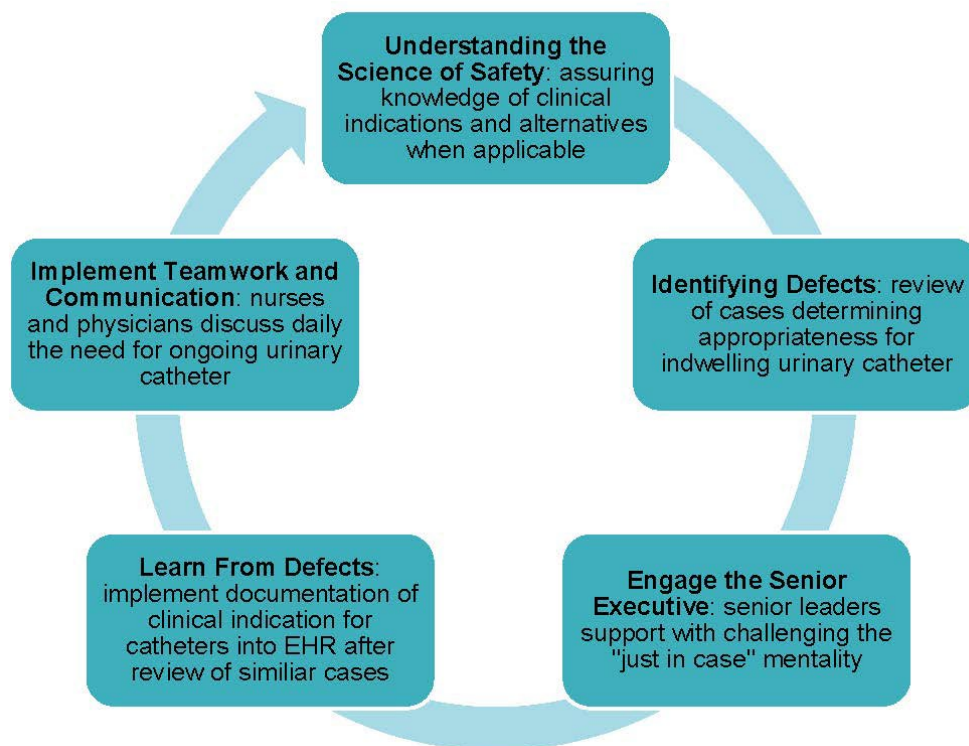 Understanding the
Science of Safety: assuring
knowledge of clinical
indications and alternatives
when applicable
Identifying Defects: review
of cases determining
appropriateness for
indwelling urinary catheter
Engage the Senior
Executive: senior leaders
support with challenging the
"just in case" mentality
Learn From Defects:
implement documentation of
clinical indication for
catheters into EHR after
review of similiar cases
Implement Teamwork and
Communication: nurses
and physicians discuss daily
the need for ongoing urinary
catheter